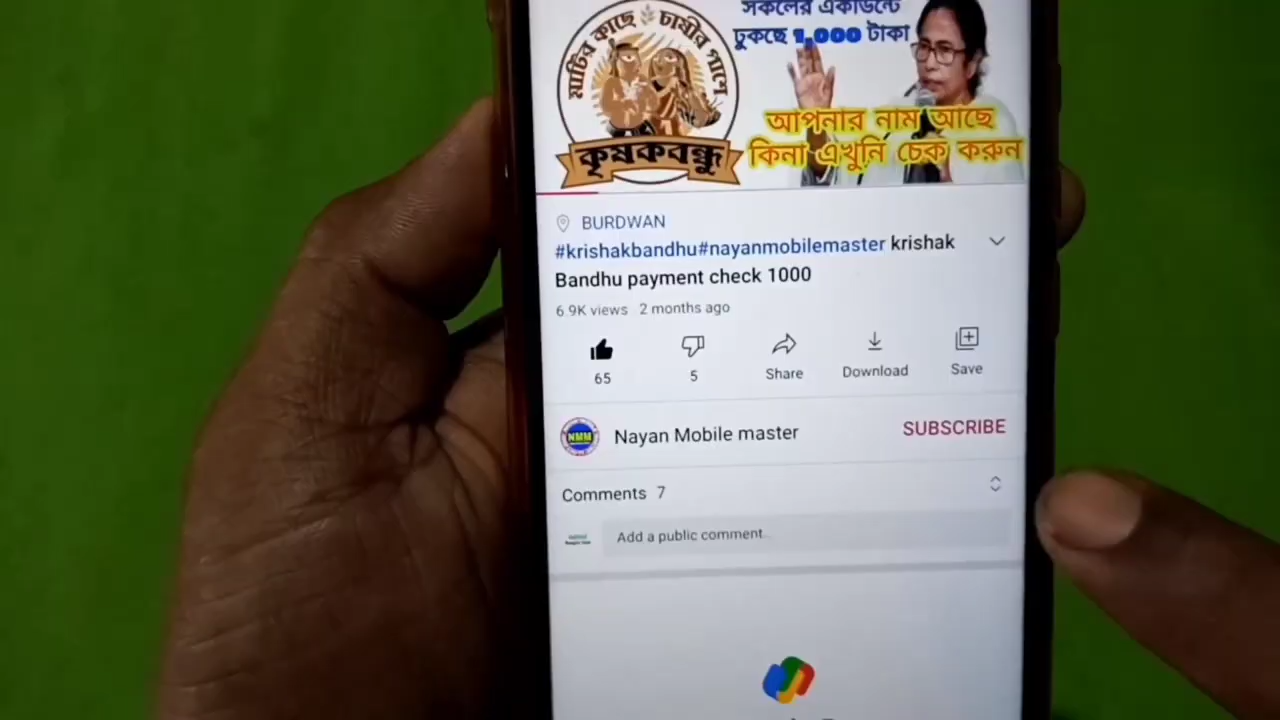 সকলের একাউন্টে
ঢুকছে 1,000 টাকা
মাটির কাছে চাষীর পাশে
কৃষকবন্ধু
আপনার নাম আছে
কিনা এখুনি চেক করুন
BURDWAN
#krishakbandhu#nayanmobilemaster krishak
Bandhu payment check 1000
6.9K views 2 months ago
65
5
Share
Download
Save
NMM
Nayan Mobile master
SUBSCRIBE
Comments 7
Add a public comment..